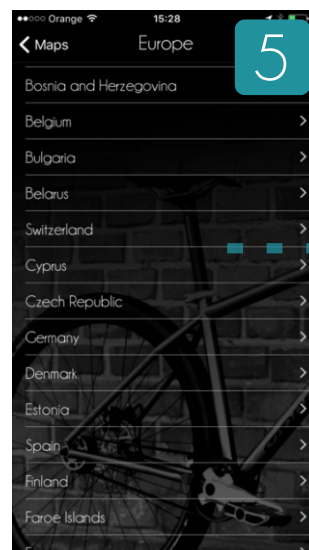 Orange 15:28
Maps Europe 5
Bosnia and Herzegovina
Belgium
Bulgaria
Belarus
Switzerland
Cyprus
Czech Republic
Germany
Denmark
Estonia
Spain
Finland
Faroe Islands